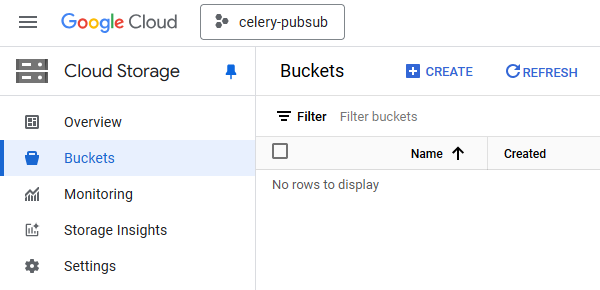 Google Cloud
celery-pubsub
Cloud Storage
Buckets
CREATE
REFRESH
Overview
Filter
Filter buckets
Buckets
Name
Created
Monitoring
No rows to display
Storage Insights
Settings